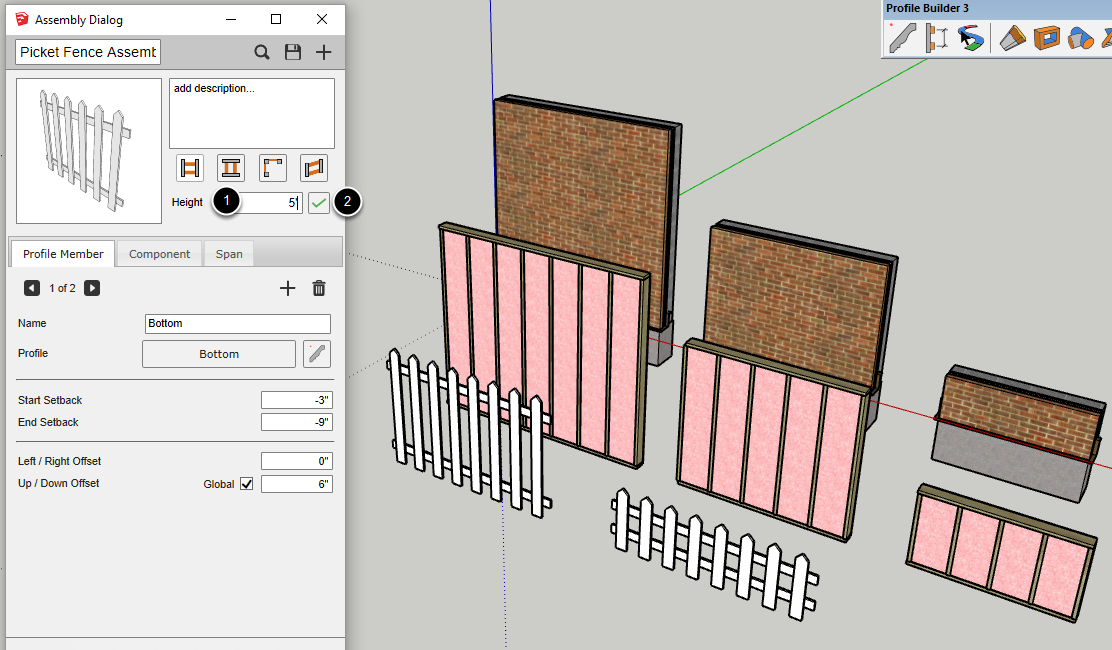 Assembly Dialog
Profile Builder 3
Picket Fence Assemt
add description...
Height 1 5' 2
Profile Member Component Span
1 of 2
Name Bottom
Profile Bottom
Start Setback -3"
End Setback -9"
Left / Right Offset 0"
Up / Down Offset Global 6"